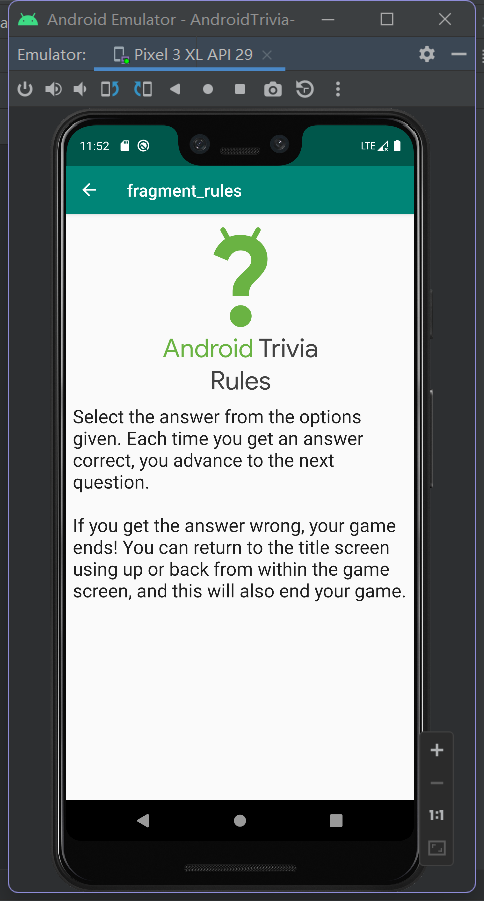 Android Emulator - AndroidTrivia-
Emulator: Pixel 3 XL API 29
11:52 LTE
fragment_rules
Android Trivia
Rules
Select the answer from the options
given. Each time you get an answer
correct, you advance to the next
question.
If you get the answer wrong, your game
ends! You can return to the title screen
using up or back from within the game
screen, and this will also end your game.
1:1